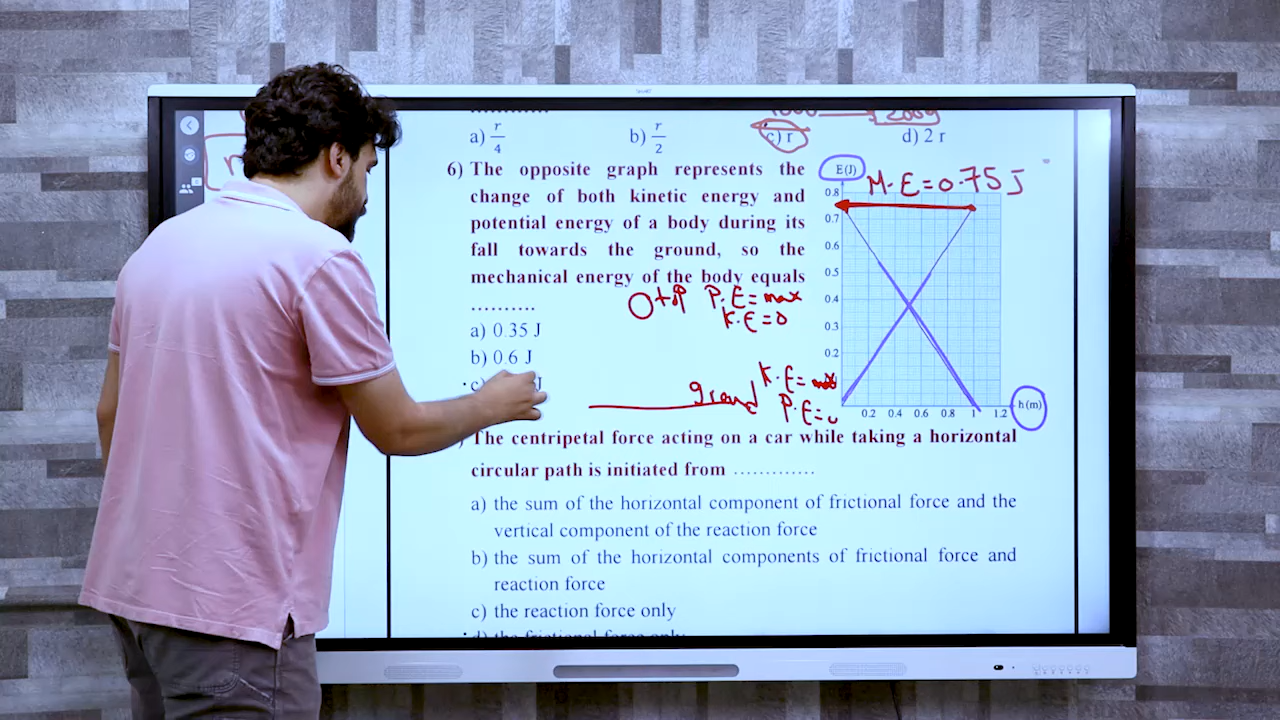 a) r/4 b) r/2 c) r d) 2 r
6) The opposite graph represents the
change of both kinetic energy and
potential energy of a body during its
fall towards the ground, so the
mechanical energy of the body equals
............
a) 0.35 J
b) 0.6 J
J
E(J)
M.E=0.75 J
0.8
0.7
0.6
0.5
0.4
0.3
0.2
0.2 0.4 0.6 0.8 1 1.2 h(m)
top P.E=max
K.E=0
ground K.E=max
P.E=0
The centripetal force acting on a car while taking a horizontal
circular path is initiated from .............
a) the sum of the horizontal component of frictional force and the
vertical component of the reaction force
b) the sum of the horizontal components of frictional force and
reaction force
c) the reaction force only
d) the frictional force only